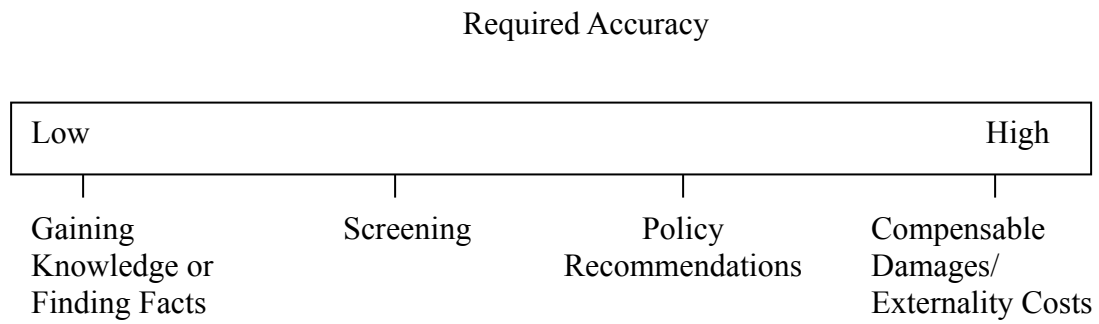 Required Accuracy
Low High
Gaining Knowledge or Finding Facts
Screening
Policy Recommendations
Compensable Damages/ Externality Costs